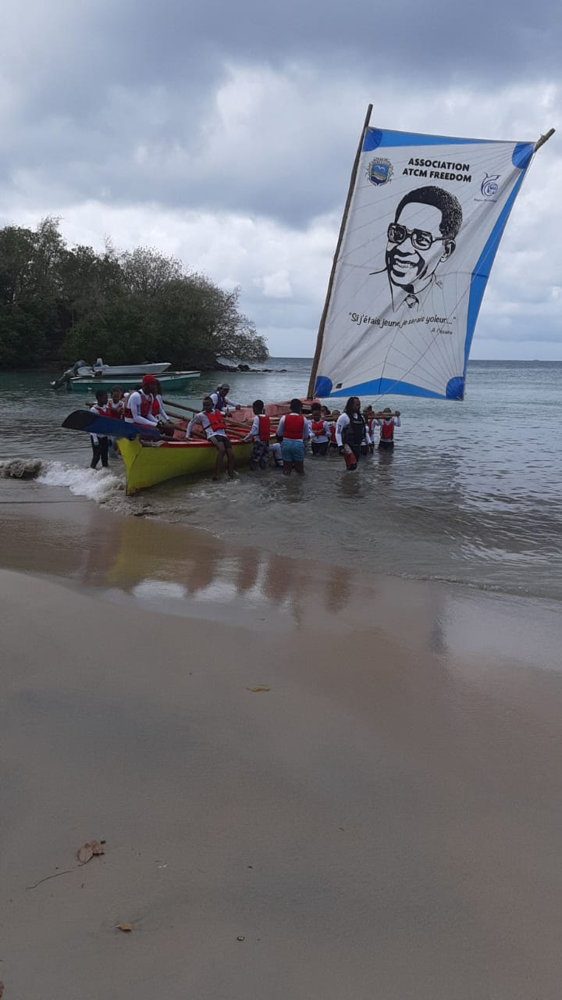 ASSOCIATION
ATCM FREEDOM
"Si j'étais jeune, je serais yoleur..."
A. Césaire